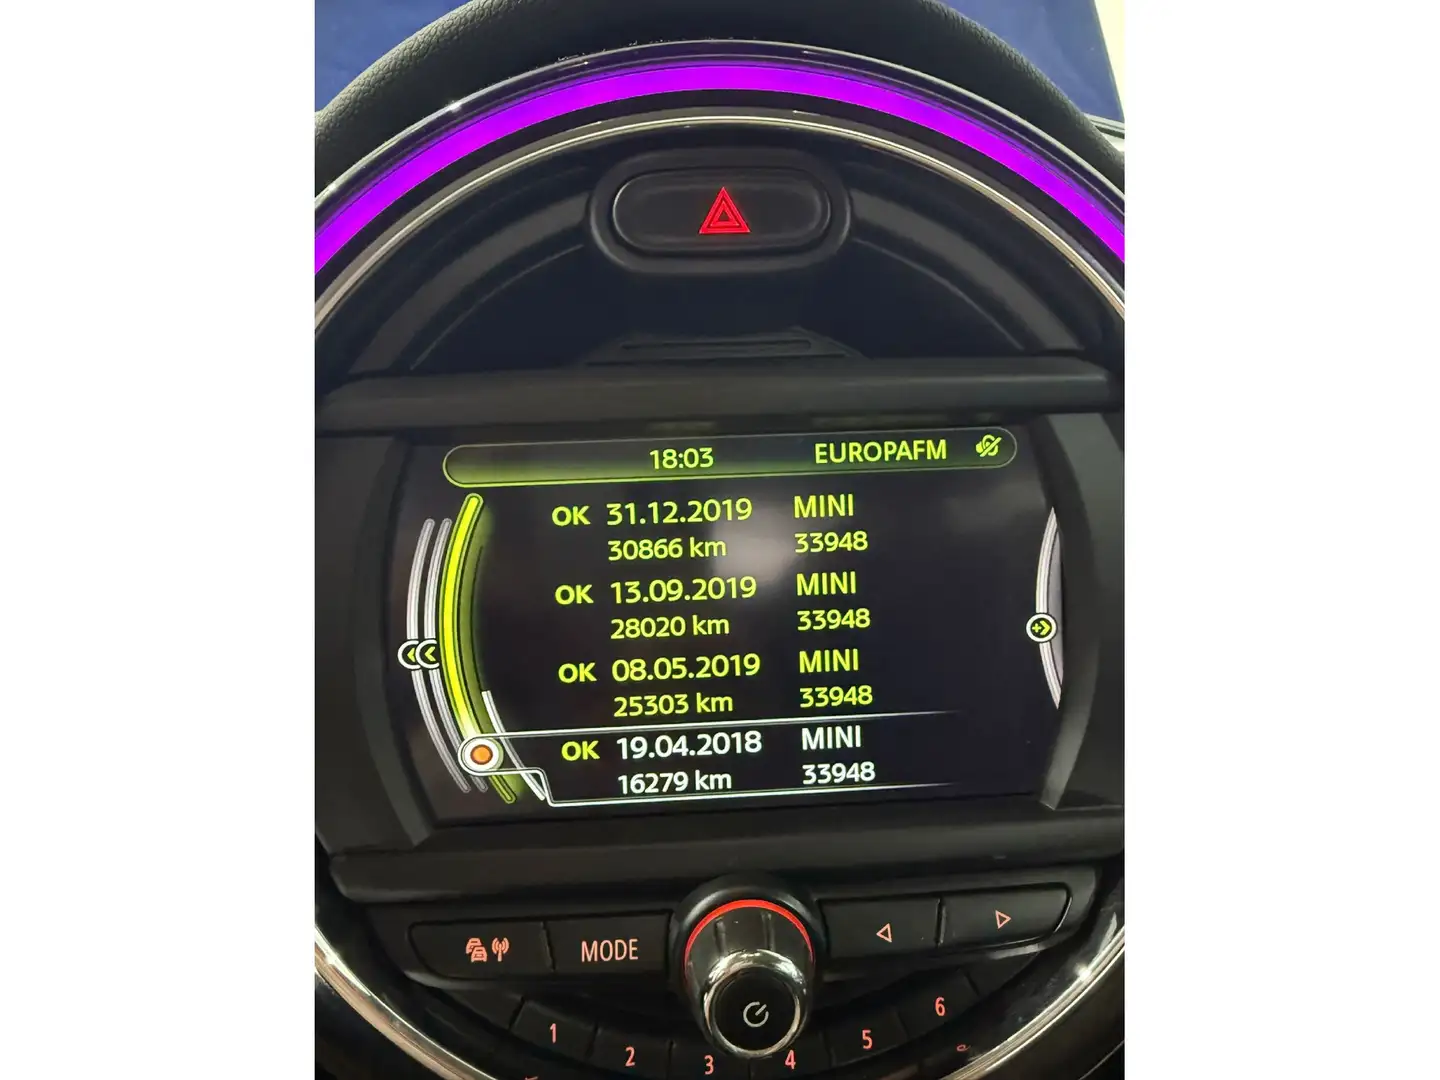 18:03 EUROPAFM
OK 31.12.2019 MINI
30866 km 33948
OK 13.09.2019 MINI
28020 km 33948
OK 08.05.2019 MINI
25303 km 33948
OK 19.04.2018 MINI
16279 km 33948
MODE
1 2 3 4 5 6